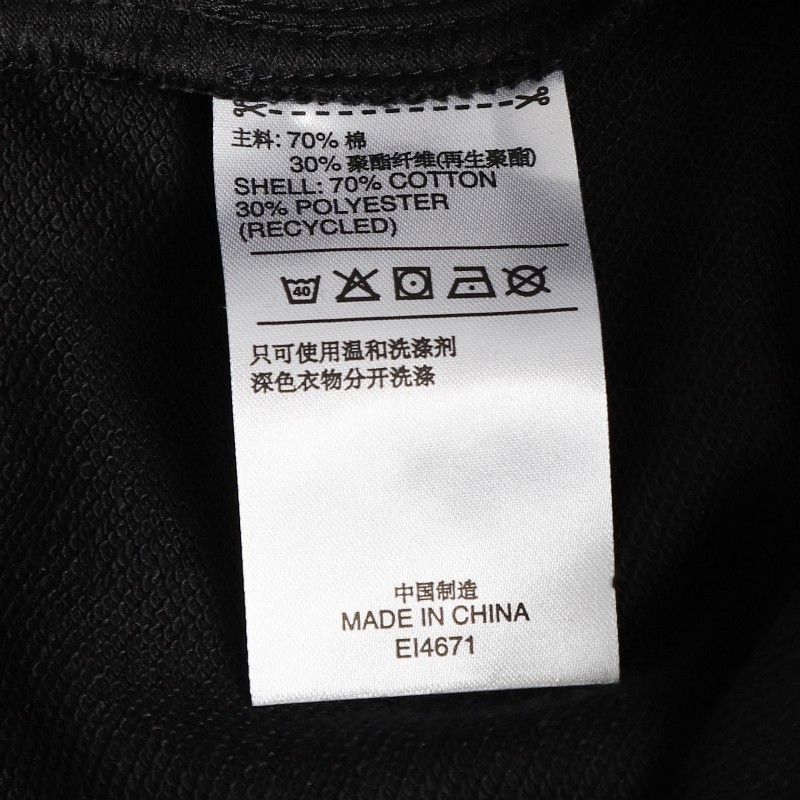 主料: 70% 棉
30% 聚酯纤维(再生聚酯)
SHELL: 70% COTTON
30% POLYESTER
(RECYCLED)
40
只可使用温和洗涤剂
深色衣物分开洗涤
中国制造
MADE IN CHINA
EI4671